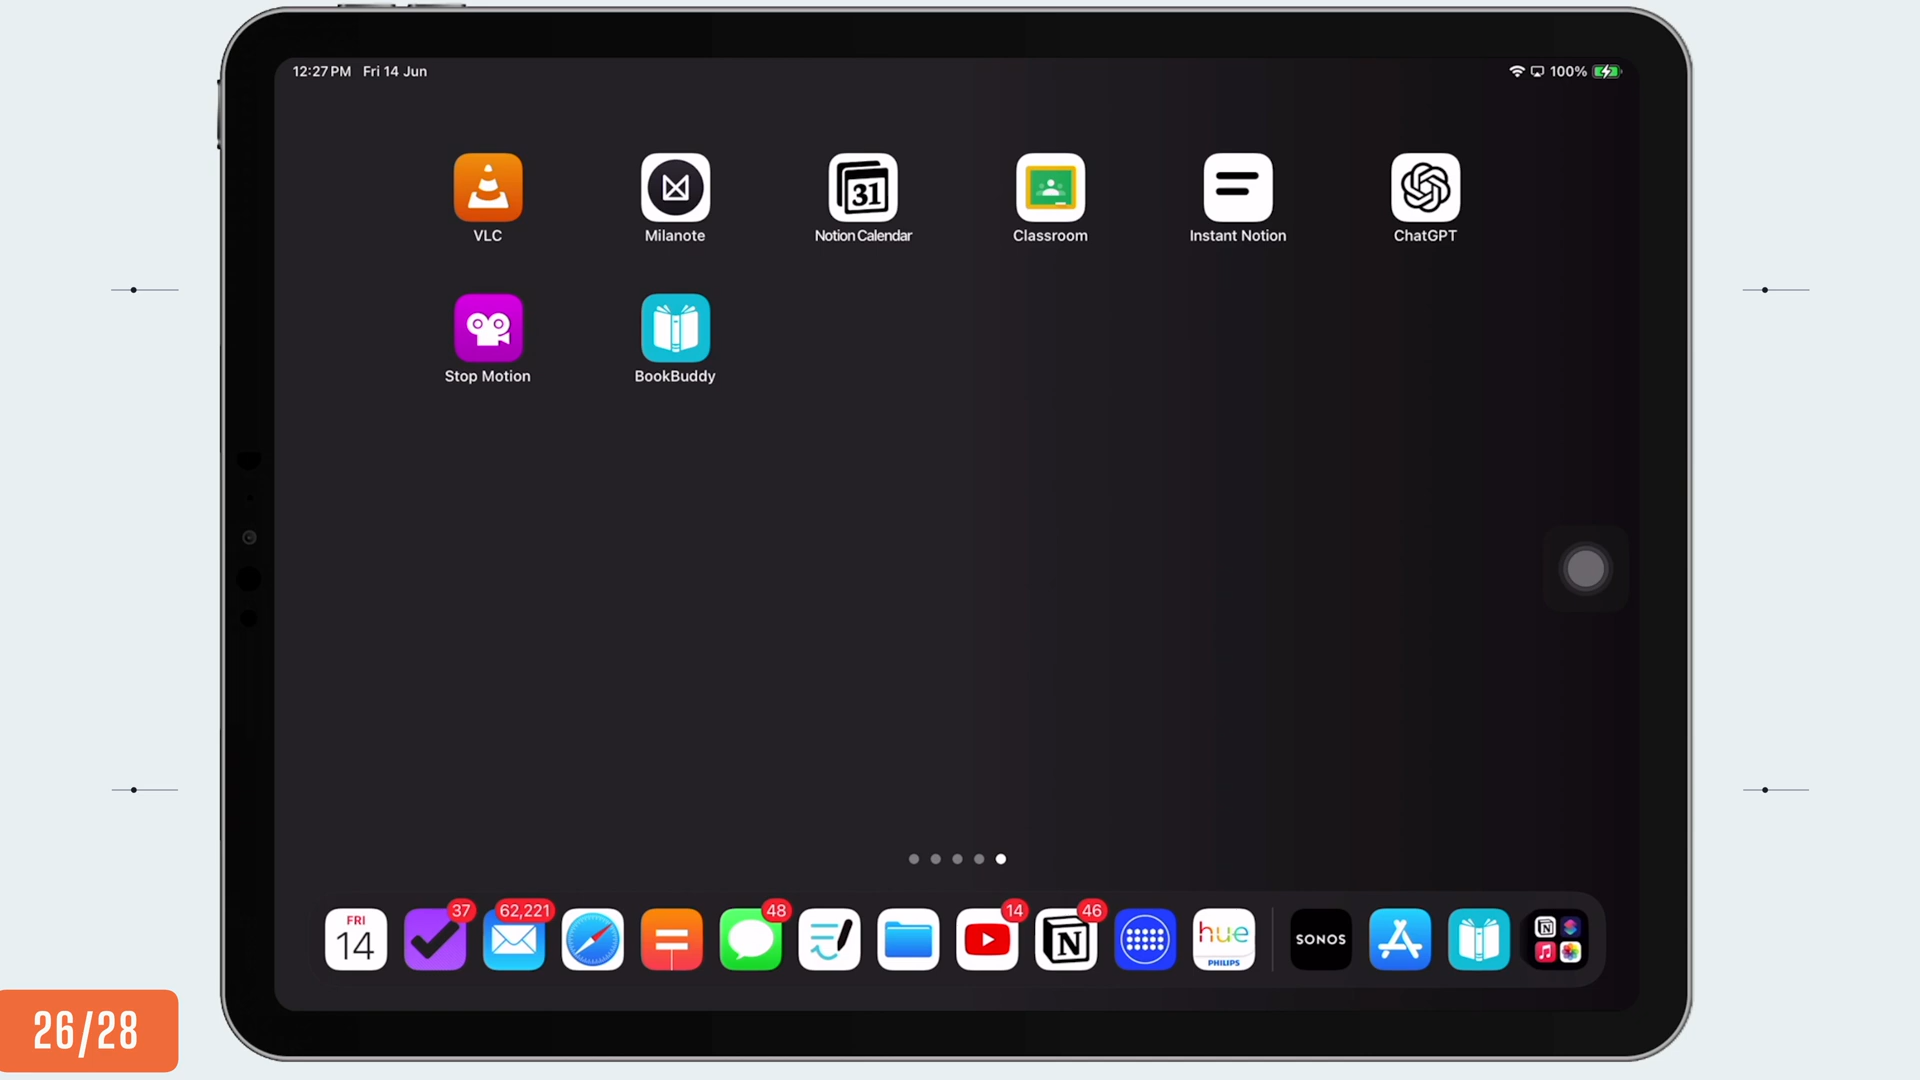 12:27 PM Fri 14 Jun
100%
31
VLC
Milanote
Notion Calendar
Classroom
Instant Notion
ChatGPT
Stop Motion
BookBuddy
37
62,221
48
14
46
FRI
14
N
hue
PHILIPS
SONOS
N
26/28